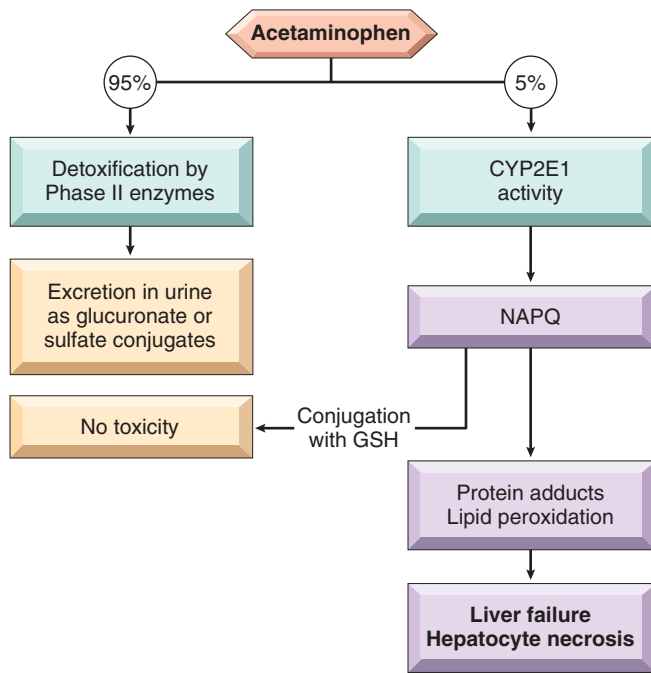 Acetaminophen
95%
5%
Detoxification by
Phase II enzymes
CYP2E1
activity
Excretion in urine
as glucuronate or
sulfate conjugates
NAPQ
No toxicity
Conjugation
with GSH
Protein adducts
Lipid peroxidation
Liver failure
Hepatocyte necrosis